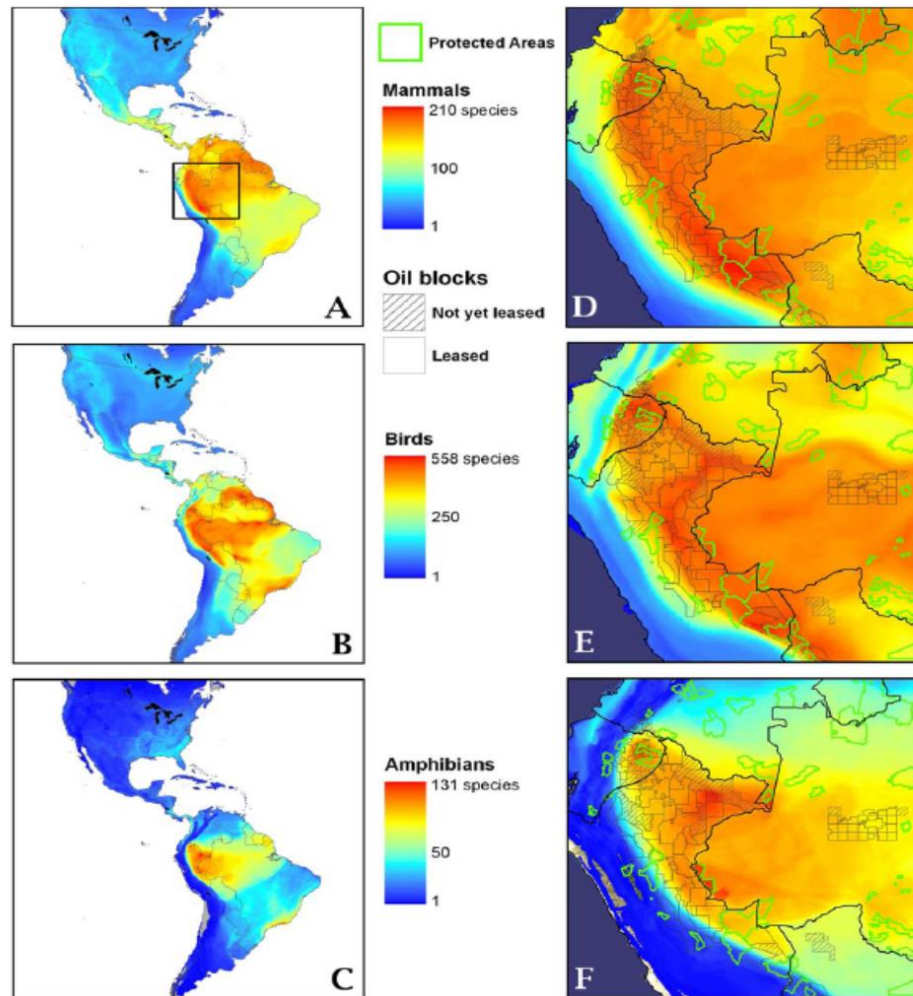 A
Protected Areas
Mammals
210 species
100
1
Oil blocks
Not yet leased
Leased
D
B
Birds
558 species
250
1
E
C
Amphibians
131 species
50
1
F